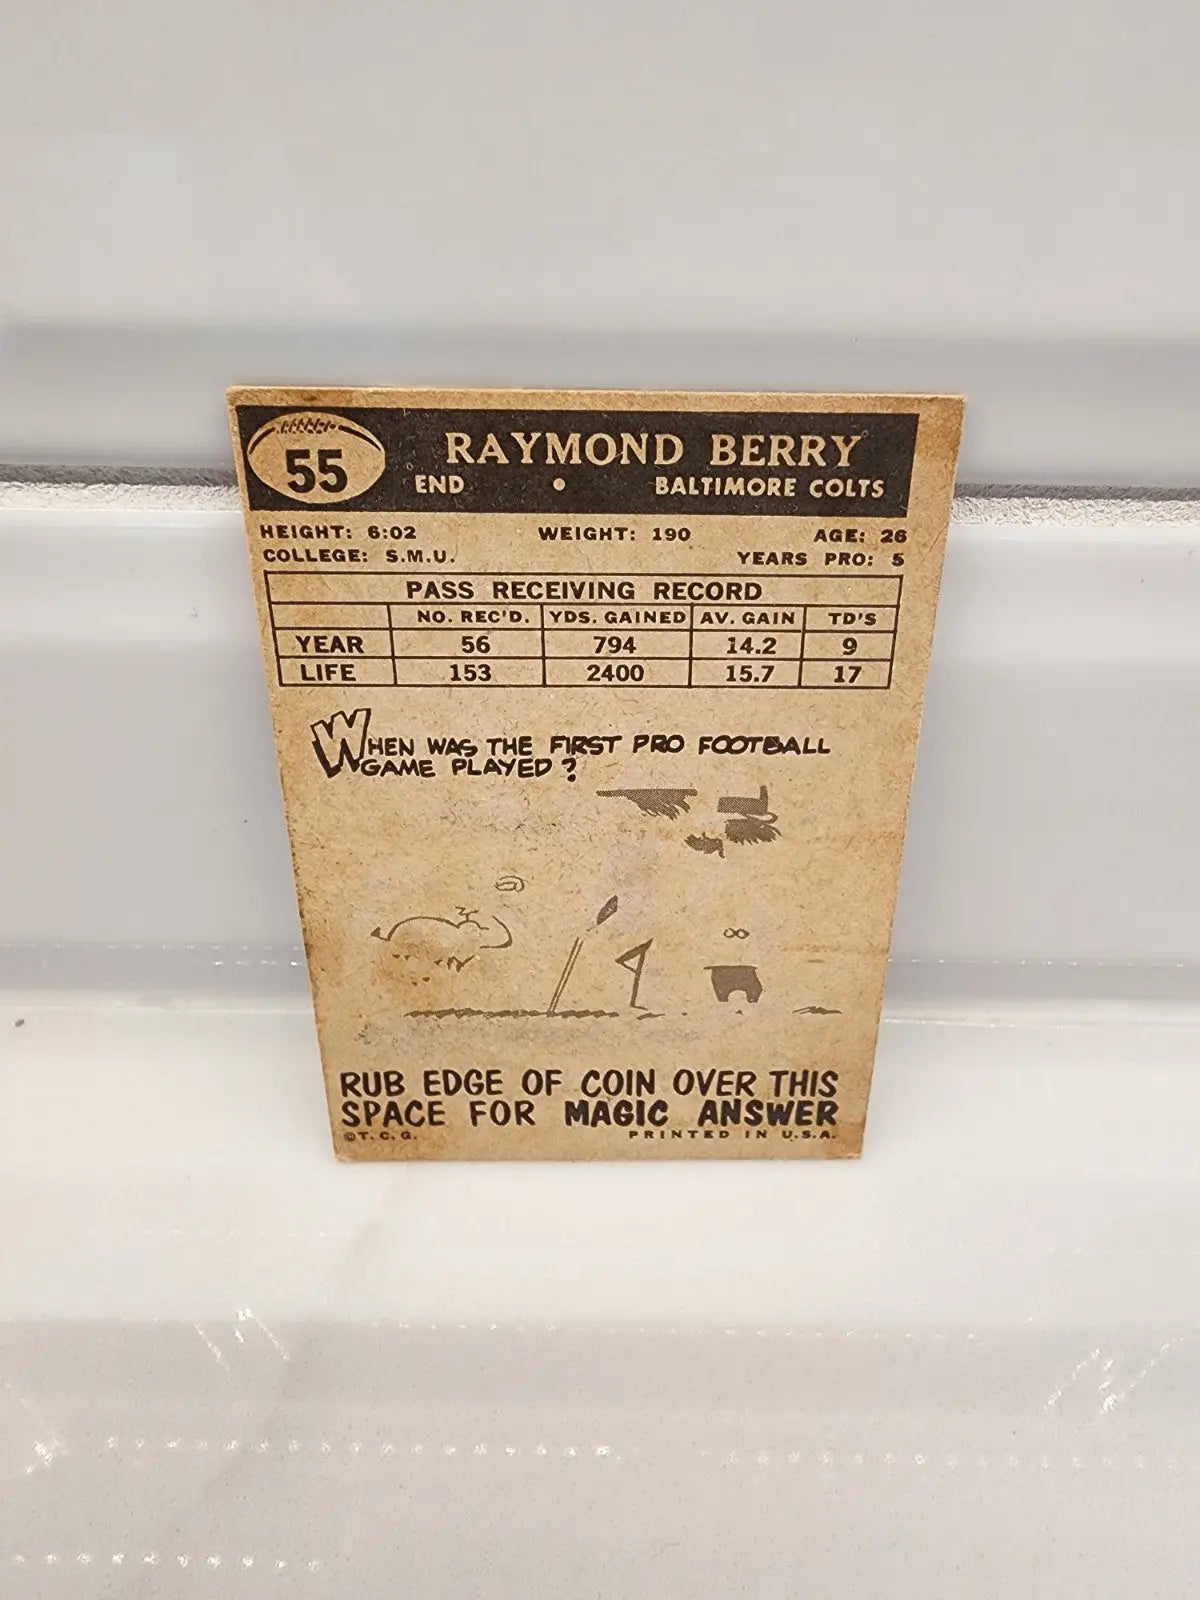 55
RAYMOND BERRY
END • BALTIMORE COLTS
HEIGHT: 6:02 WEIGHT: 190 AGE: 26
COLLEGE: S.M.U. YEARS PRO: 5
PASS RECEIVING RECORD
NO. REC'D. YDS. GAINED AV. GAIN TD'S
YEAR 56 794 14.2 9
LIFE 153 2400 15.7 17
WHEN WAS THE FIRST PRO FOOTBALL
GAME PLAYED?
RUB EDGE OF COIN OVER THIS
SPACE FOR MAGIC ANSWER
©T. C. G. PRINTED IN U.S.A.